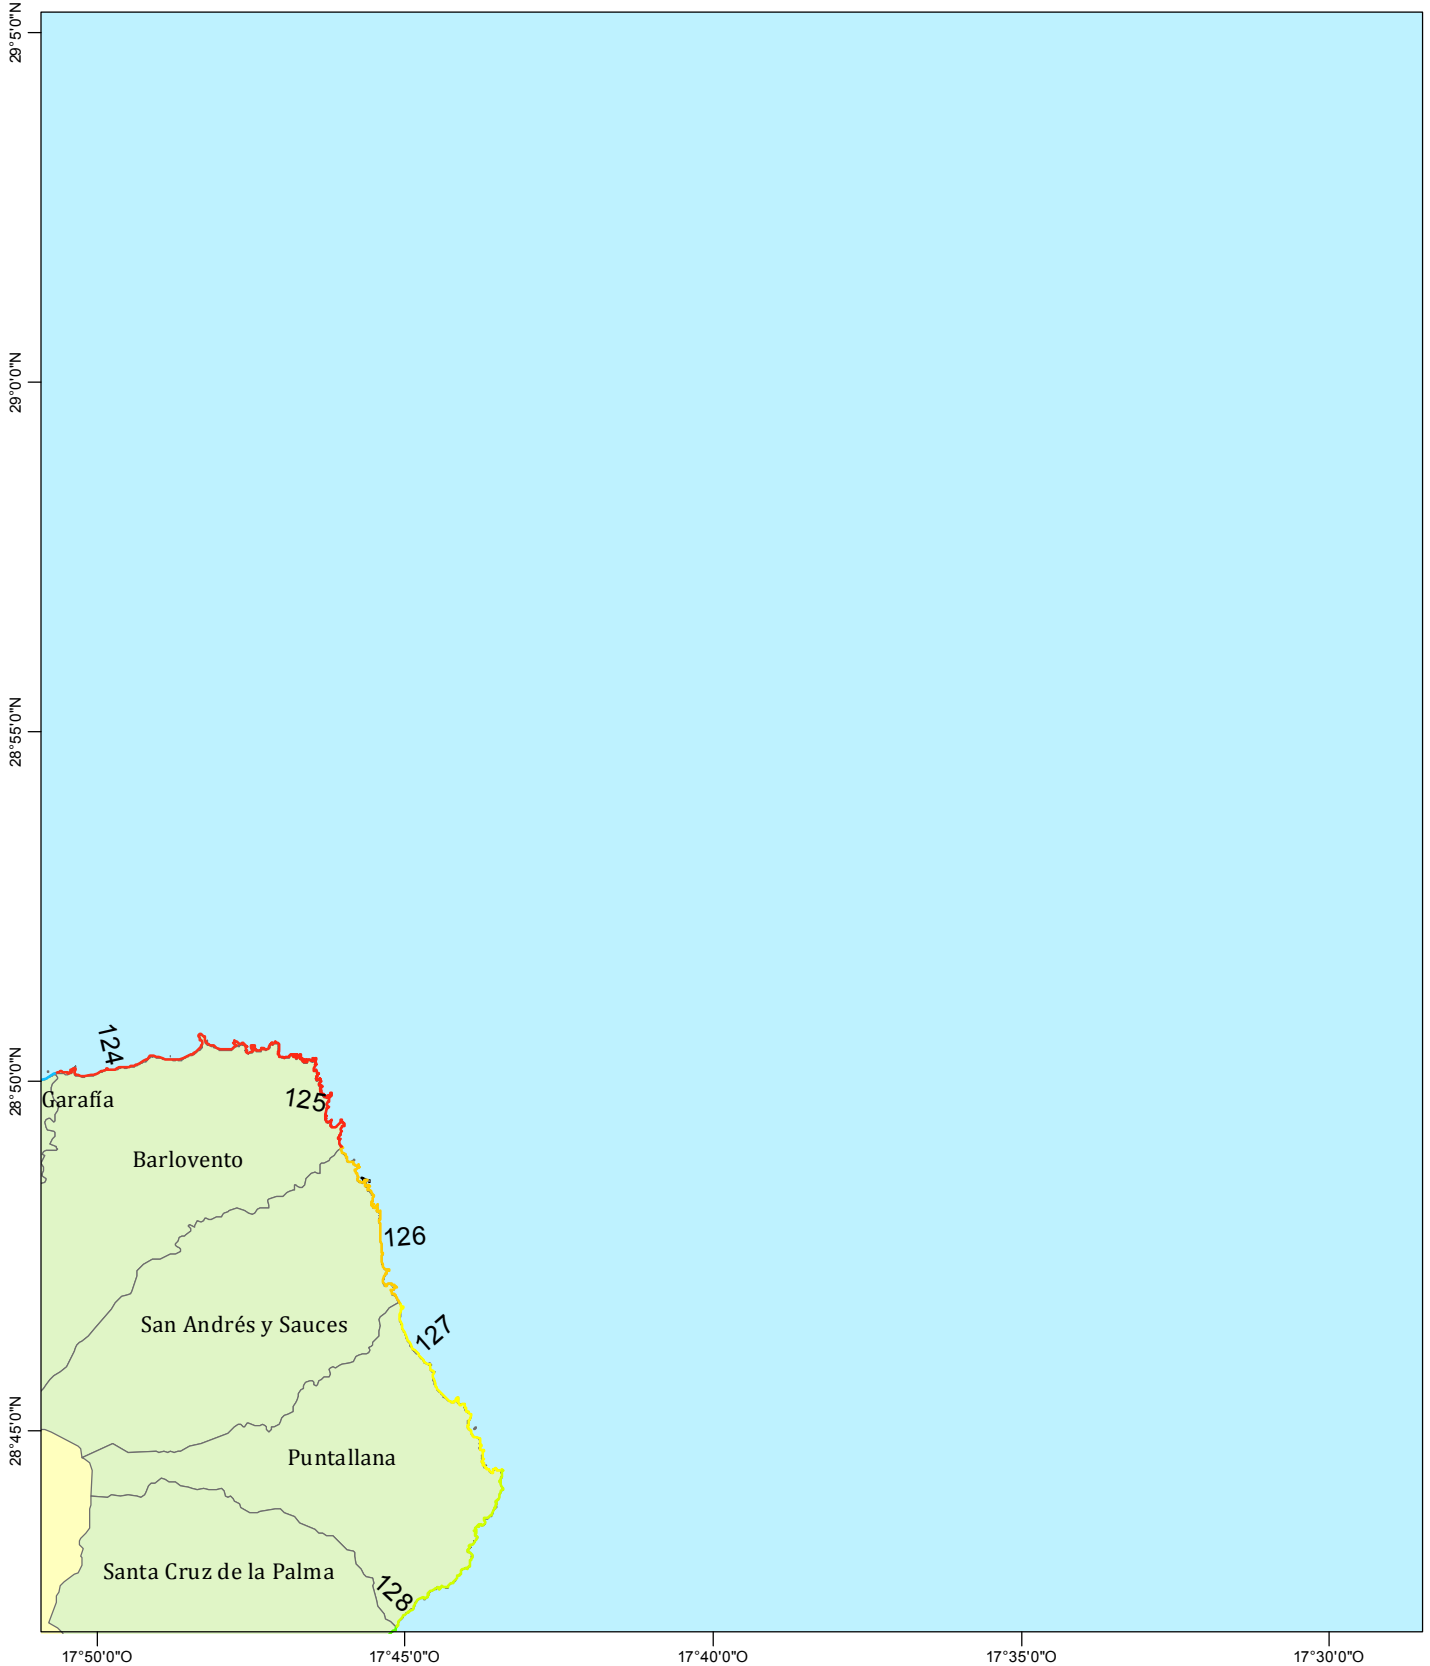 29°5'0"N
29°0'0"N
28°55'0"N
28°50'0"N
28°45'0"N
124
125
Garafía
Barlovento
126
San Andrés y Sauces
127
Puntallana
Santa Cruz de la Palma
128
17°50'0"O
17°45'0"O
17°40'0"O
17°35'0"O
17°30'0"O